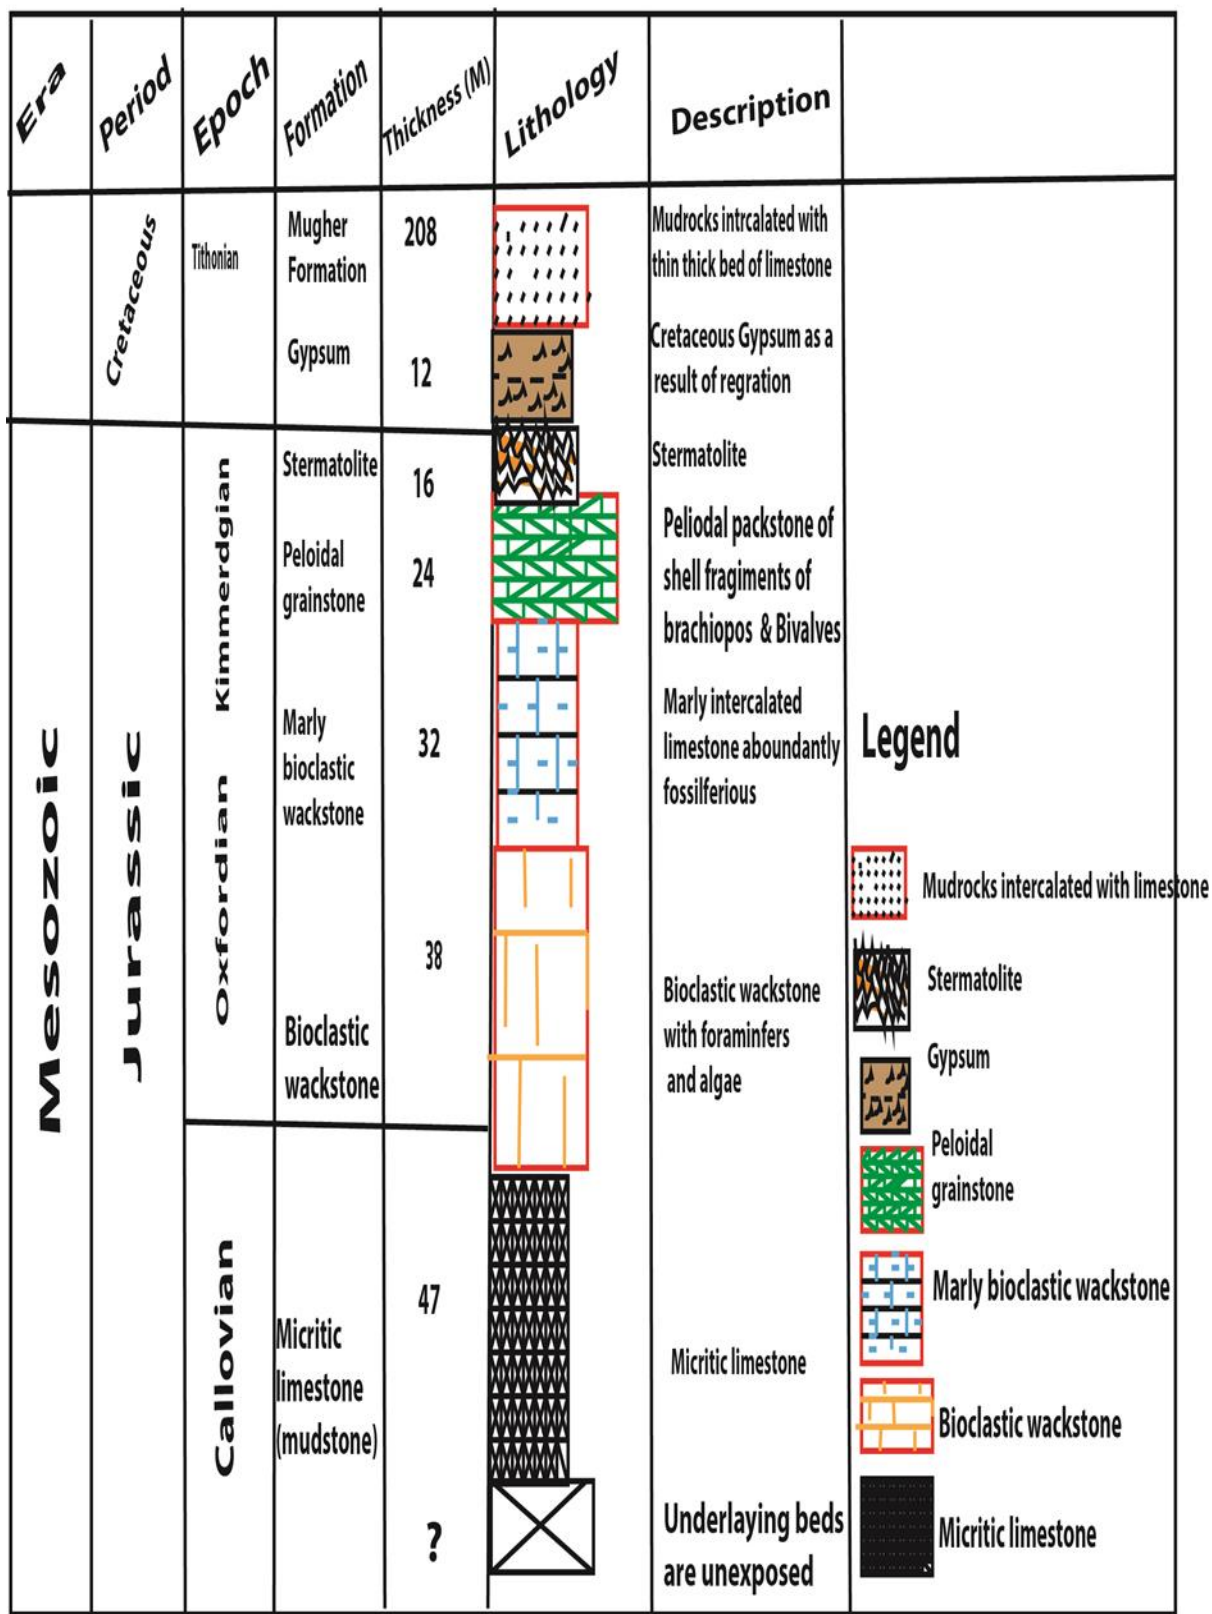 Era
Period
Epoch
Formation
Thickness (M)
Lithology
Description
Mesozoic
Cretaceous
Jurassic
Tithonian
Kimmerdgian
Oxfordian
Callovian
Mugher
Formation
208
Mudrocks intrcalated with
thin thick bed of limestone
Gypsum
12
Cretaceous Gypsum as a
result of regration
Stermatolite
16
Stermatolite
Peloidal
grainstone
24
Peliodal packstone of
shell fragiments of
brachiopos & Bivalves
Marly
bioclastic
wackstone
32
Marly intercalated
limestone aboundantly
fossilferious
Bioclastic
wackstone
38
Bioclastic wackstone
with foraminfers
and algae
Micritic
limestone
(mudstone)
47
Micritic limestone
?
Underlaying beds
are unexposed
Legend
Mudrocks intercalated with limestone
Stermatolite
Gypsum
Peloidal
grainstone
Marly bioclastic wackstone
Bioclastic wackstone
Micritic limestone